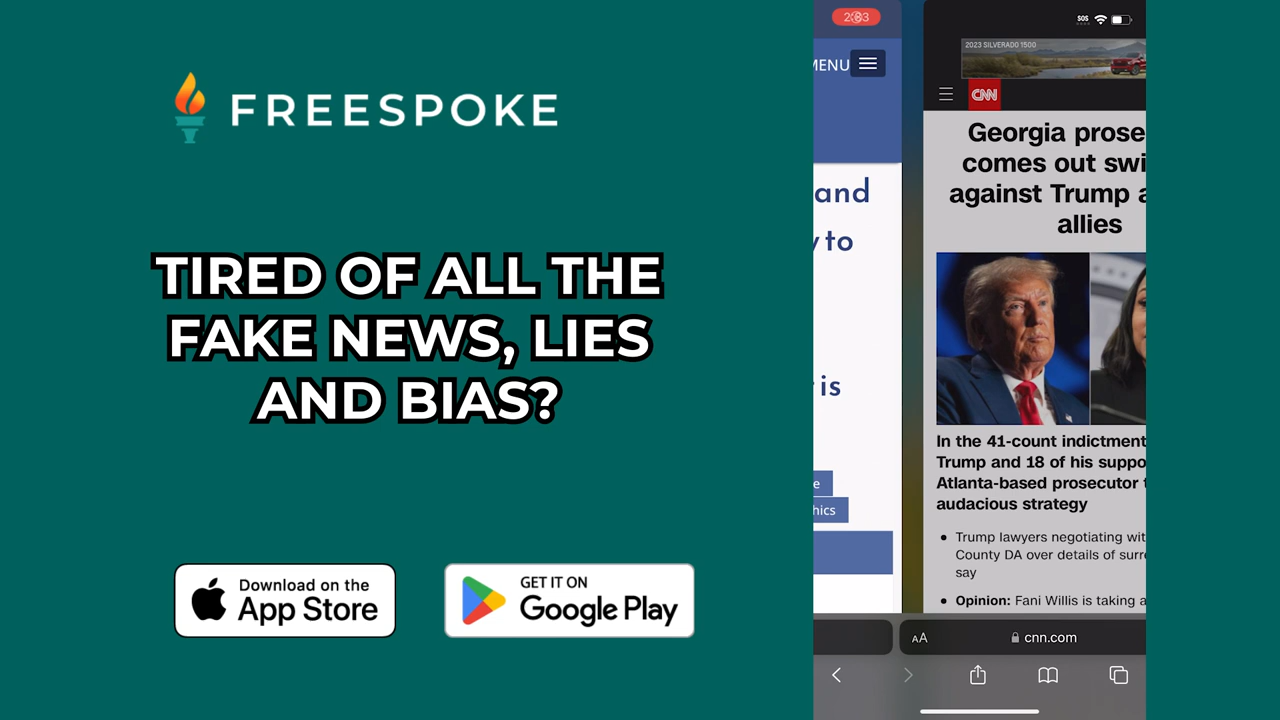 FREESPOKE
TIRED OF ALL THE
FAKE NEWS, LIES
AND BIAS?
Download on the
App Store
GET IT ON
Google Play
MENU
and
to
is
SOS
2023 SILVERADO 1500
CNN
Georgia prose
comes out swi
against Trump a
allies
In the 41-count indictment
Trump and 18 of his suppo
Atlanta-based prosecutor t
audacious strategy
Trump lawyers negotiating wit
County DA over details of surre
say
Opinion: Fani Willis is taking a
AA
cnn.com